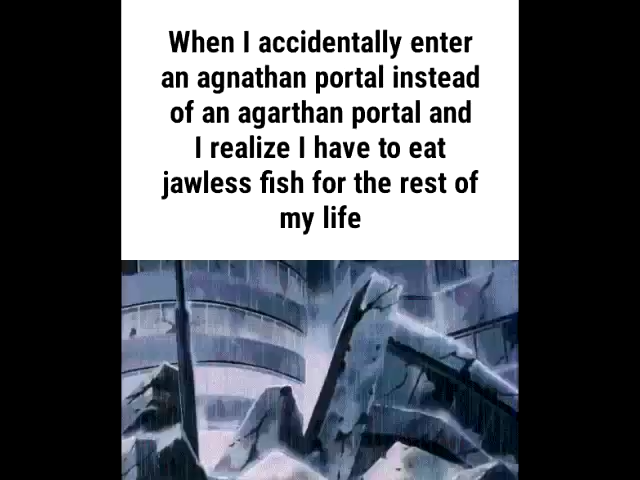 When I accidentally enter
an agnathan portal instead
of an agarthan portal and
I realize I have to eat
jawless fish for the rest of
my life